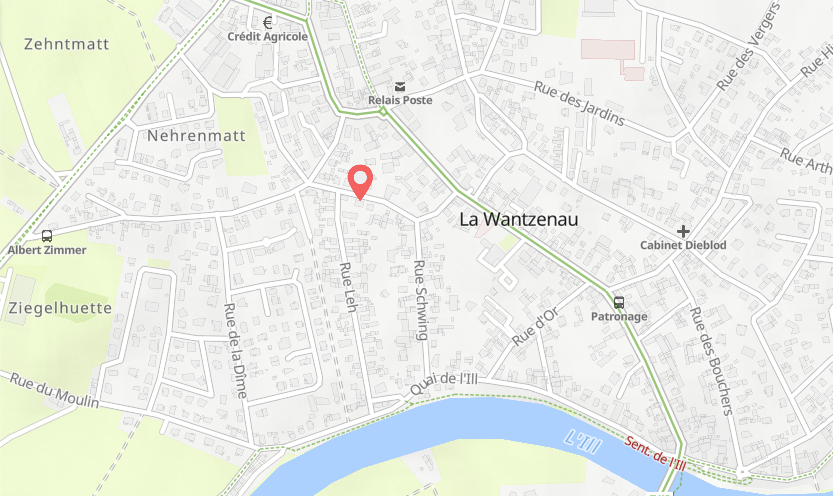 Zehntmatt
Crédit Agricole
Relais Poste
Rue des Jardins
Rue des Vergers
Nehrenmatt
La Wantzenau
Cabinet Dieblod
Albert Zimmer
Ziegelhuette
Rue Leh
Rue Schwing
Rue de la Dîme
Rue d'Or
Patronage
Rue des Bouchers
Rue du Moulin
Quai de l'Ill
L'Ill
Sent. de l'Ill